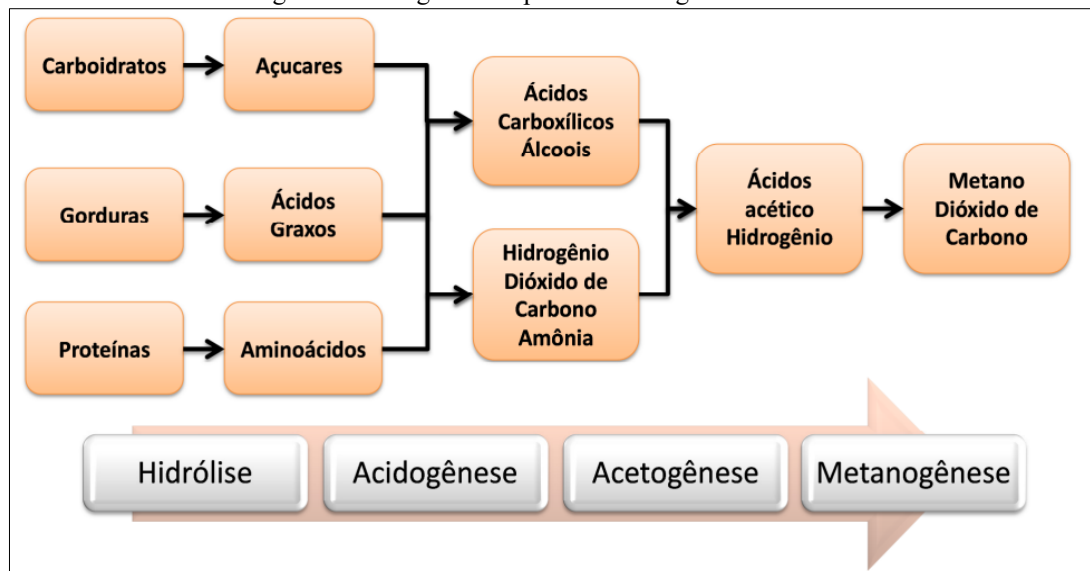 Carboidratos
Açucares
Ácidos
Carboxílicos
Álcoois
Gorduras
Ácidos
Graxos
Hidrogênio
Dióxido de
Carbono
Amônia
Proteínas
Aminoácidos
Ácidos
acético
Hidrogênio
Metano
Dióxido de
Carbono
Hidrólise
Acidogênese
Acetogênese
Metanogênese